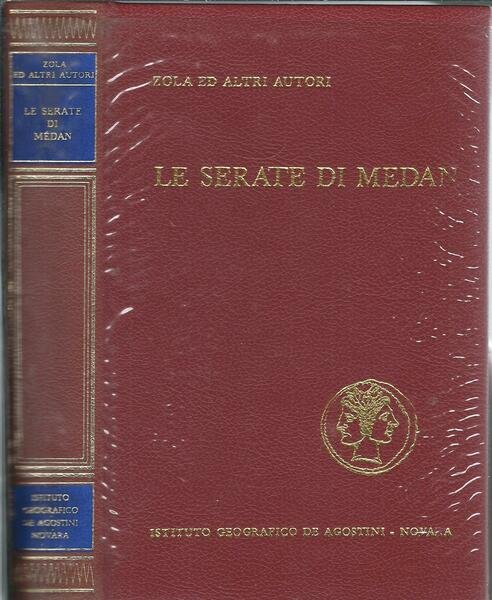 ZOLA
ED ALTRI AUTORI
LE SERATE
DI
MÉDAN
ISTITUTO
GEOGRAFICO
DE AGOSTINI
NOVARA
ZOLA ED ALTRI AUTORI
LE SERATE DI MEDAN
ISTITUTO GEOGRAFICO DE AGOSTINI - NOVARA